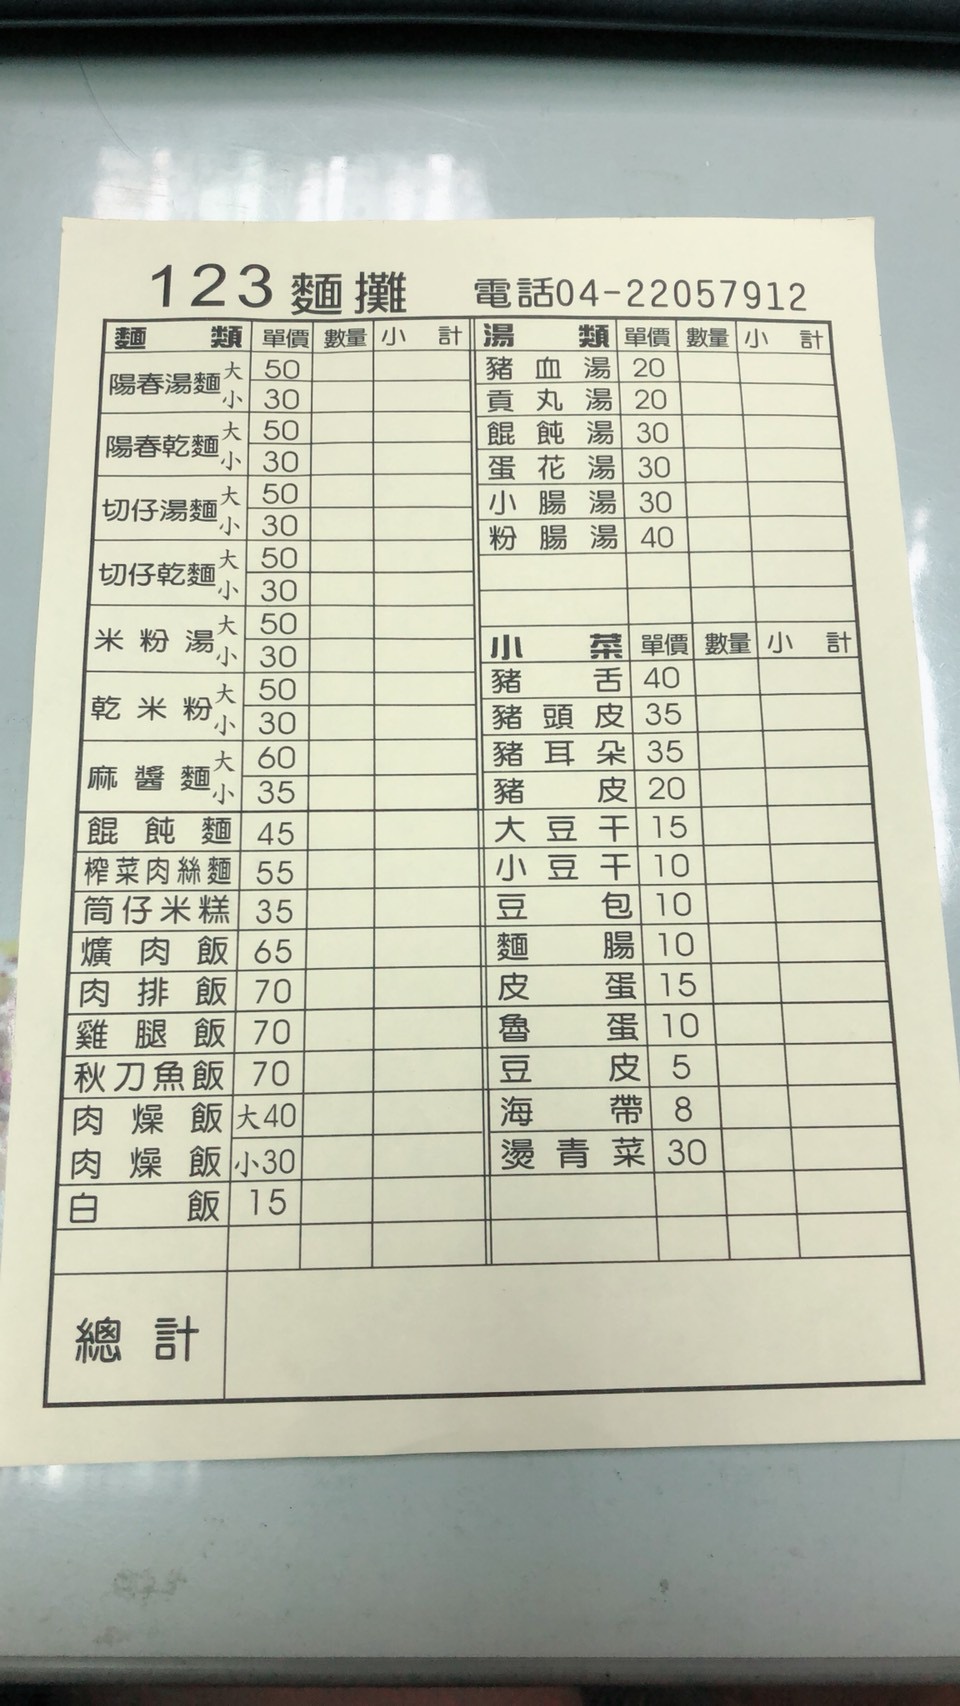 123 麵攤 電話04-22057912
麵類 單價 數量 小計
陽春湯麵 大 50
小 30
陽春乾麵 大 50
小 30
切仔湯麵 大 50
小 30
切仔乾麵 大 50
小 30
米粉湯 大 50
小 30
乾米粉 大 50
小 30
麻醬麵 大 60
小 35
餛飩麵 45
榨菜肉絲麵 55
筒仔米糕 35
爌肉飯 65
肉排飯 70
雞腿飯 70
秋刀魚飯 70
肉燥飯 大40
肉燥飯 小30
白飯 15
湯類 單價 數量 小計
豬血湯 20
貢丸湯 20
餛飩湯 30
蛋花湯 30
小腸湯 30
粉腸湯 40
小菜 單價 數量 小計
豬舌 40
豬頭皮 35
豬耳朵 35
豬皮 20
大豆干 15
小豆干 10
豆包 10
麵腸 10
皮蛋 15
魯蛋 10
豆皮 5
海帶 8
燙青菜 30
總計